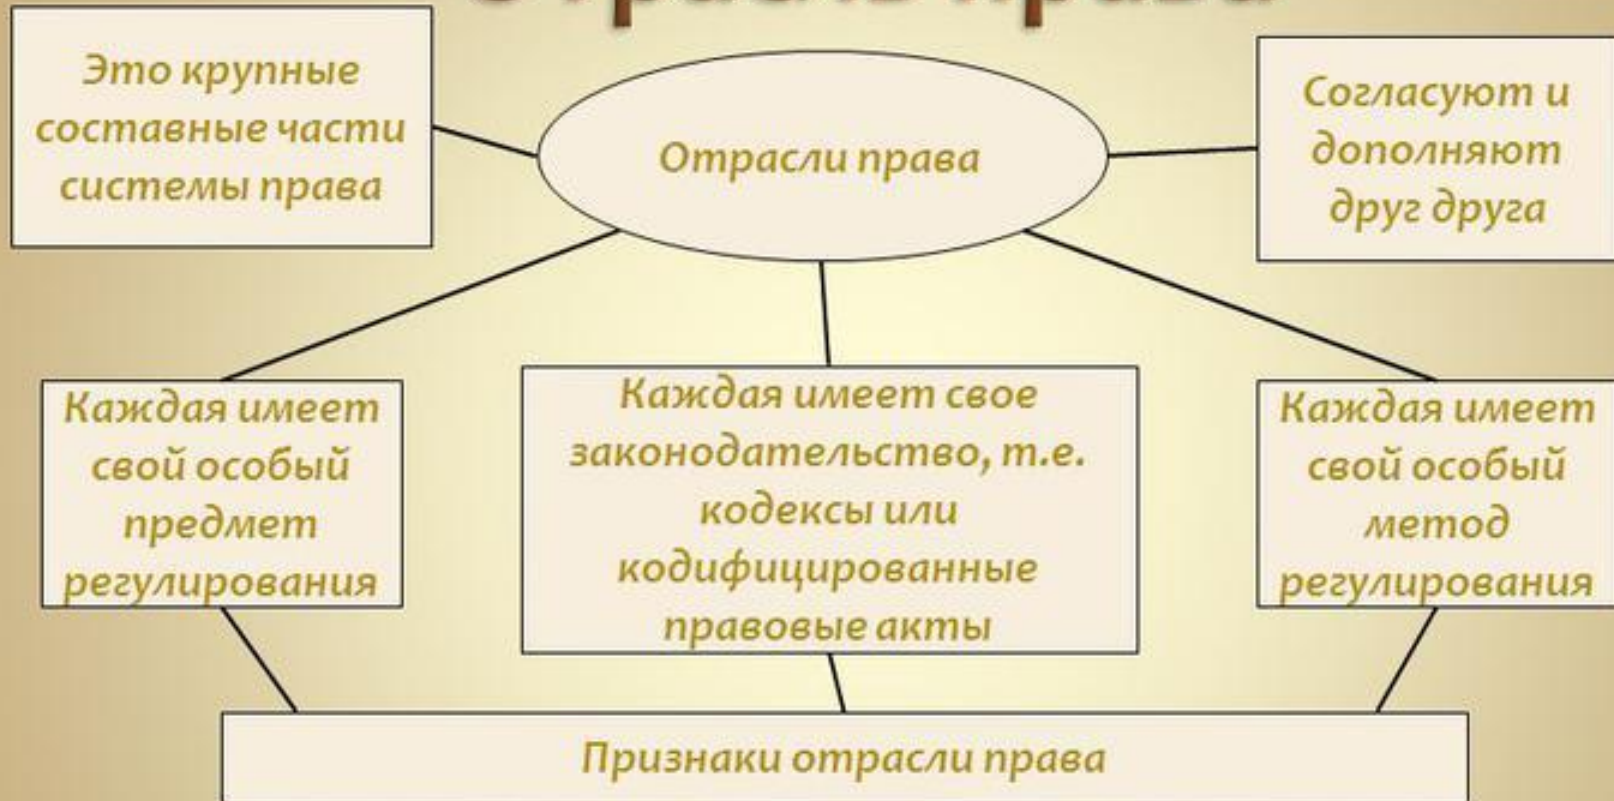 Это крупные
составные части
системы права
Отрасли права
Согласуют и
дополняют
друг друга
Каждая имеет
свой особый
предмет
регулирования
Каждая имеет свое
законодательство, т.е.
кодексы или
кодифицированные
правовые акты
Каждая имеет
свой особый
метод
регулирования
Признаки отрасли права